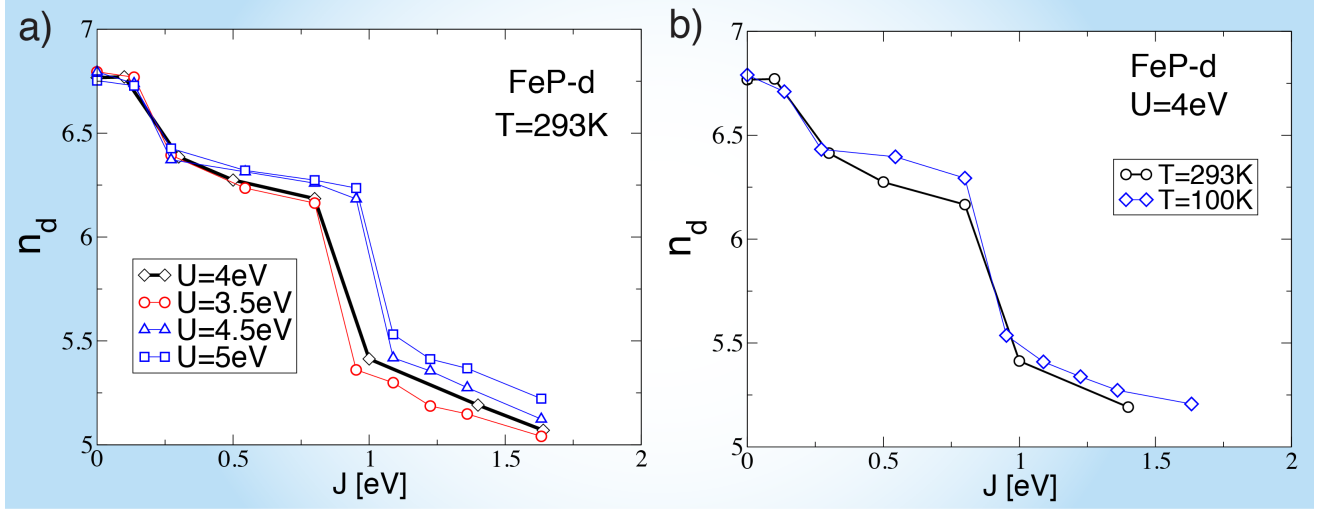 a)
7
6.5
6
5.5
5
0
0.5
1
1.5
2
n_d
J [eV]
FeP-d
T=293K
U=4eV
U=3.5eV
U=4.5eV
U=5eV
b)
7
6.5
6
5.5
5
0
0.5
1
1.5
2
n_d
J [eV]
FeP-d
U=4eV
T=293K
T=100K